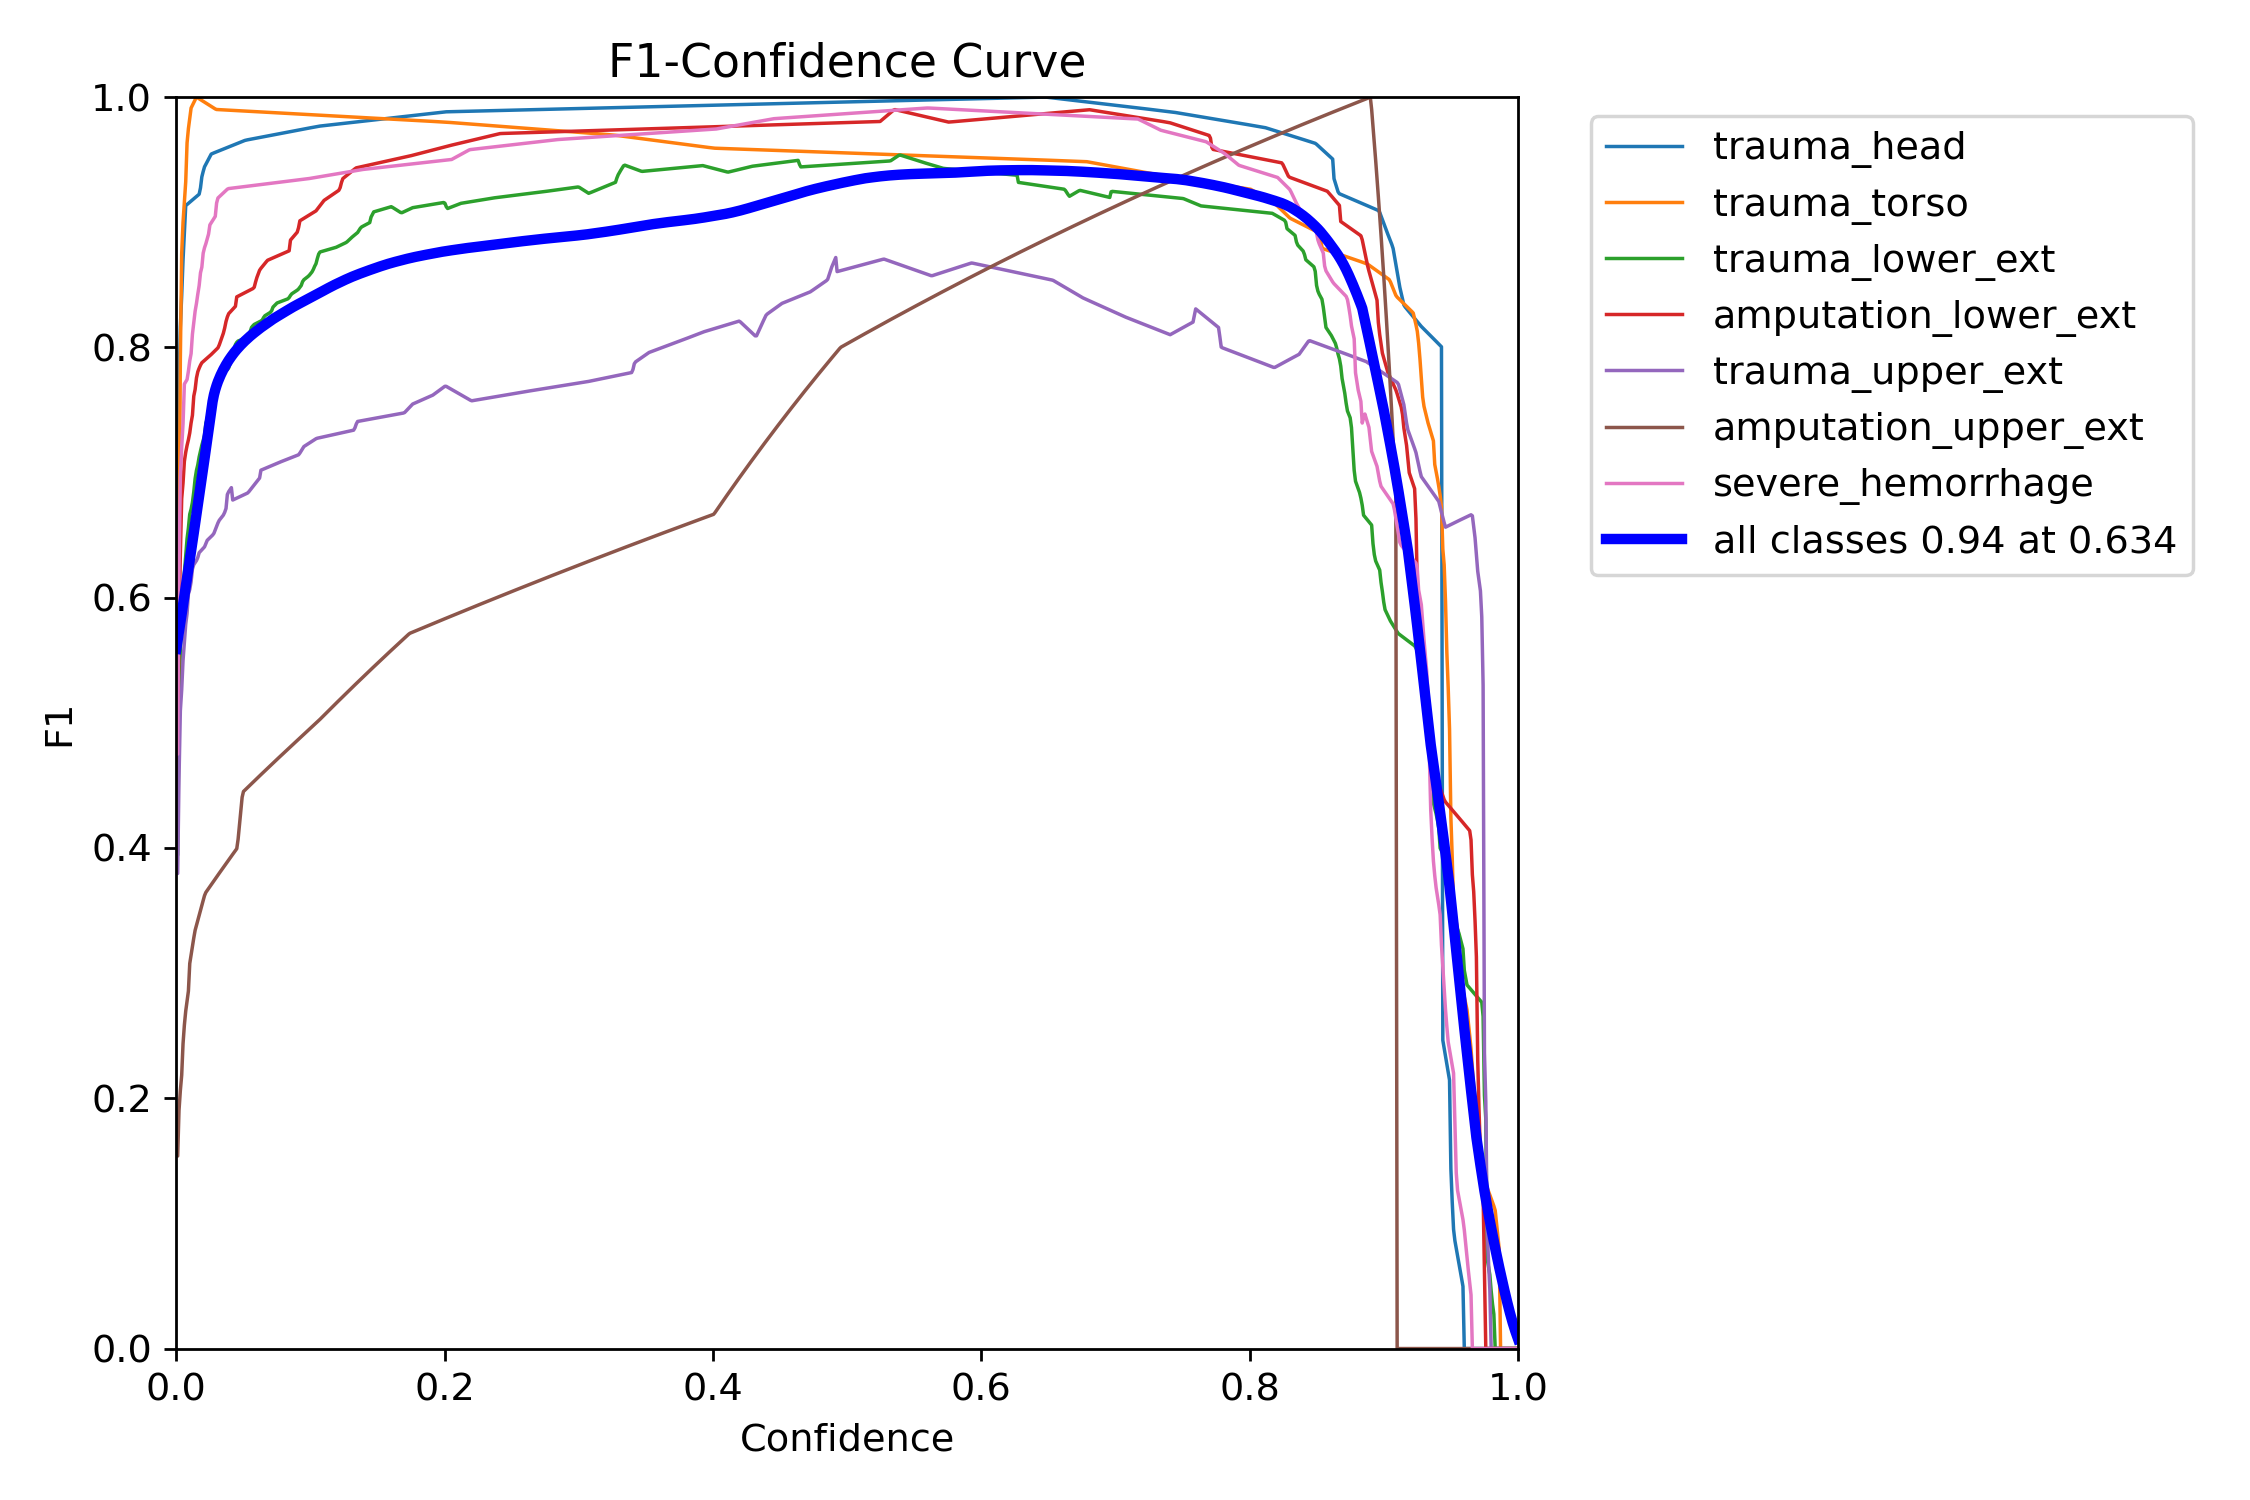 F1-Confidence Curve
1.0
0.8
0.6
0.4
0.2
0.0
F1
0.0 0.2 0.4 0.6 0.8 1.0
Confidence
trauma_head
trauma_torso
trauma_lower_ext
amputation_lower_ext
trauma_upper_ext
amputation_upper_ext
severe_hemorrhage
all classes 0.94 at 0.634